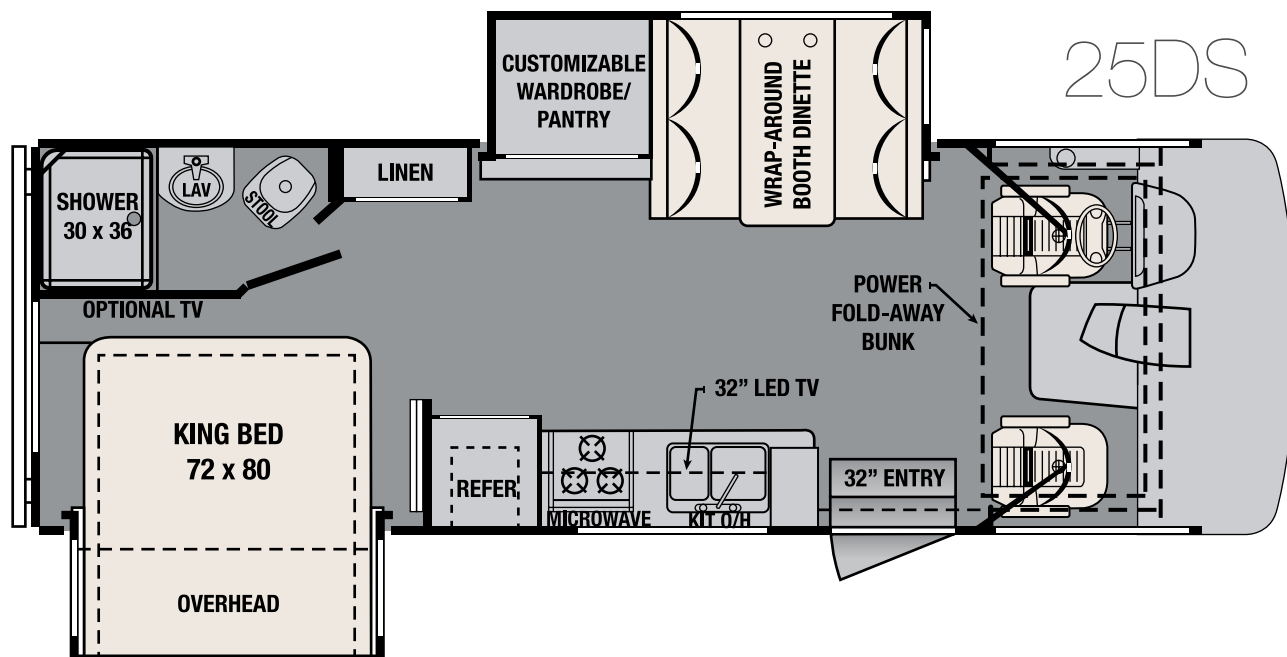 25DS
CUSTOMIZABLE
WARDROBE/
PANTRY
WRAP-AROUND
BOOTH DINETTE
LINEN
LAV
STOOL
SHOWER
30 x 36
OPTIONAL TV
POWER
FOLD-AWAY
BUNK
32” LED TV
KING BED
72 x 80
REFER
MICROWAVE
KIT O/H
32” ENTRY
OVERHEAD